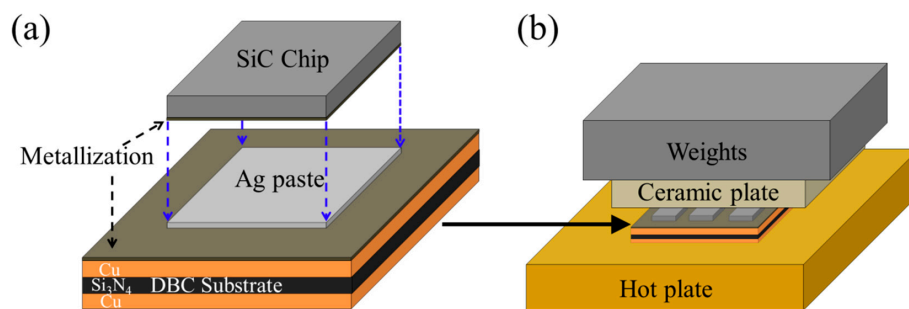 (a)
SiC Chip
Metallization
Ag paste
Cu
Si₃N₄ DBC Substrate
Cu
(b)
Weights
Ceramic plate
Hot plate